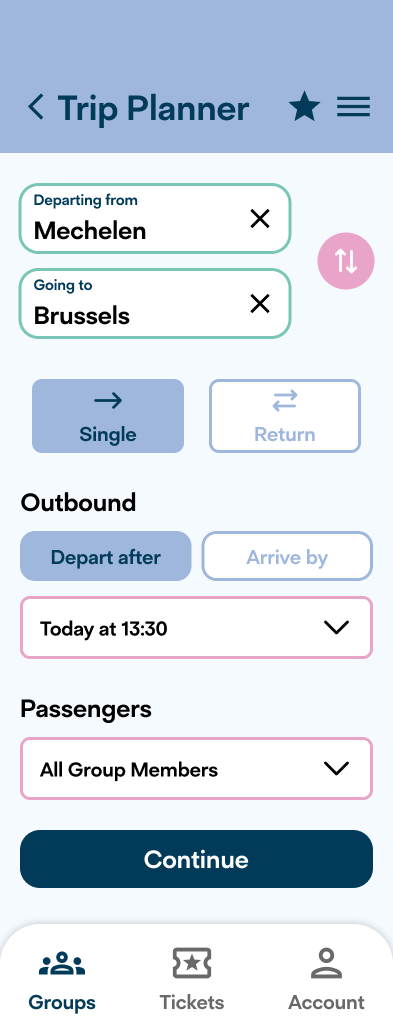 Trip Planner
Departing from
Mechelen
Going to
Brussels
Single
Return
Outbound
Depart after
Arrive by
Today at 13:30
Passengers
All Group Members
Continue
Groups
Tickets
Account